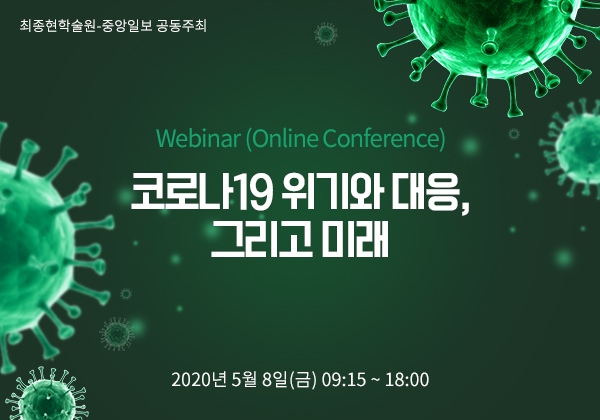 최종현학술원-중앙일보 공동주최
Webinar (Online Conference)
코로나19 위기와 대응,
그리고 미래
2020년 5월 8일(금) 09:15 ~ 18:00